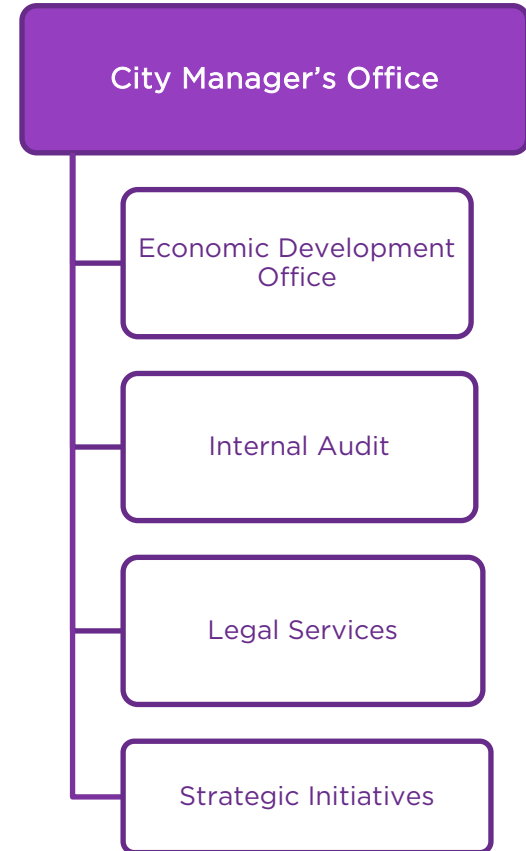 City Manager’s Office
Economic Development
Office
Internal Audit
Legal Services
Strategic Initiatives